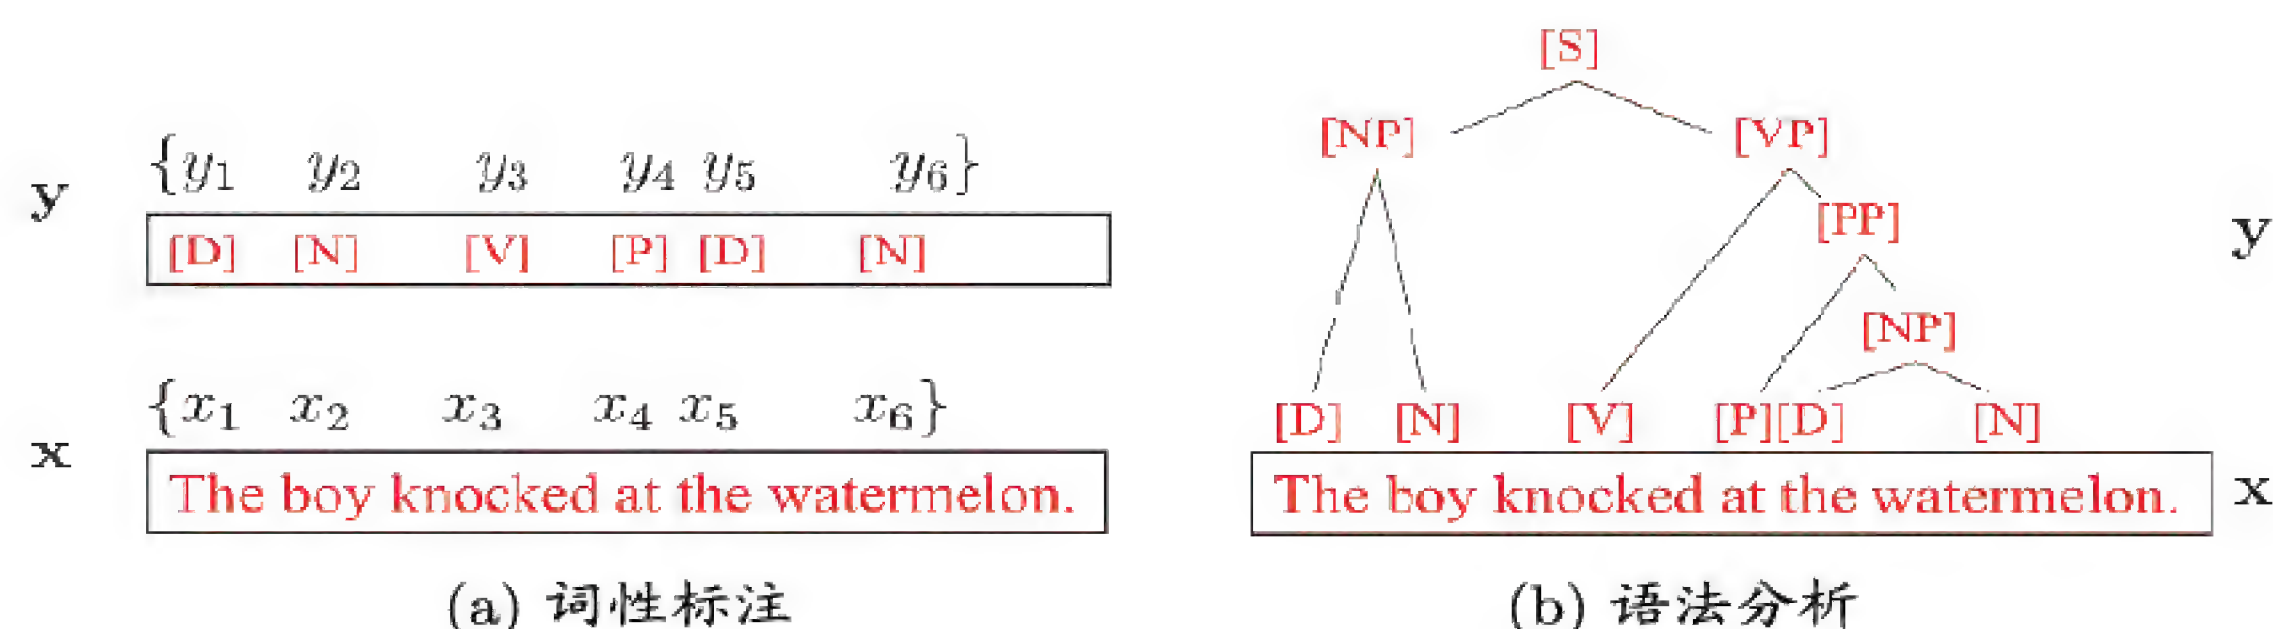 {y1 y2 y3 y4 y5 y6}
y
[D] [N] [V] [P] [D] [N]
{x1 x2 x3 x4 x5 x6}
x
The boy knocked at the watermelon.
(a) 词性标注
[S]
[NP] [VP]
[PP]
y
[NP]
[D] [N] [V] [P][D] [N]
The boy knocked at the watermelon.
x
(b) 语法分析